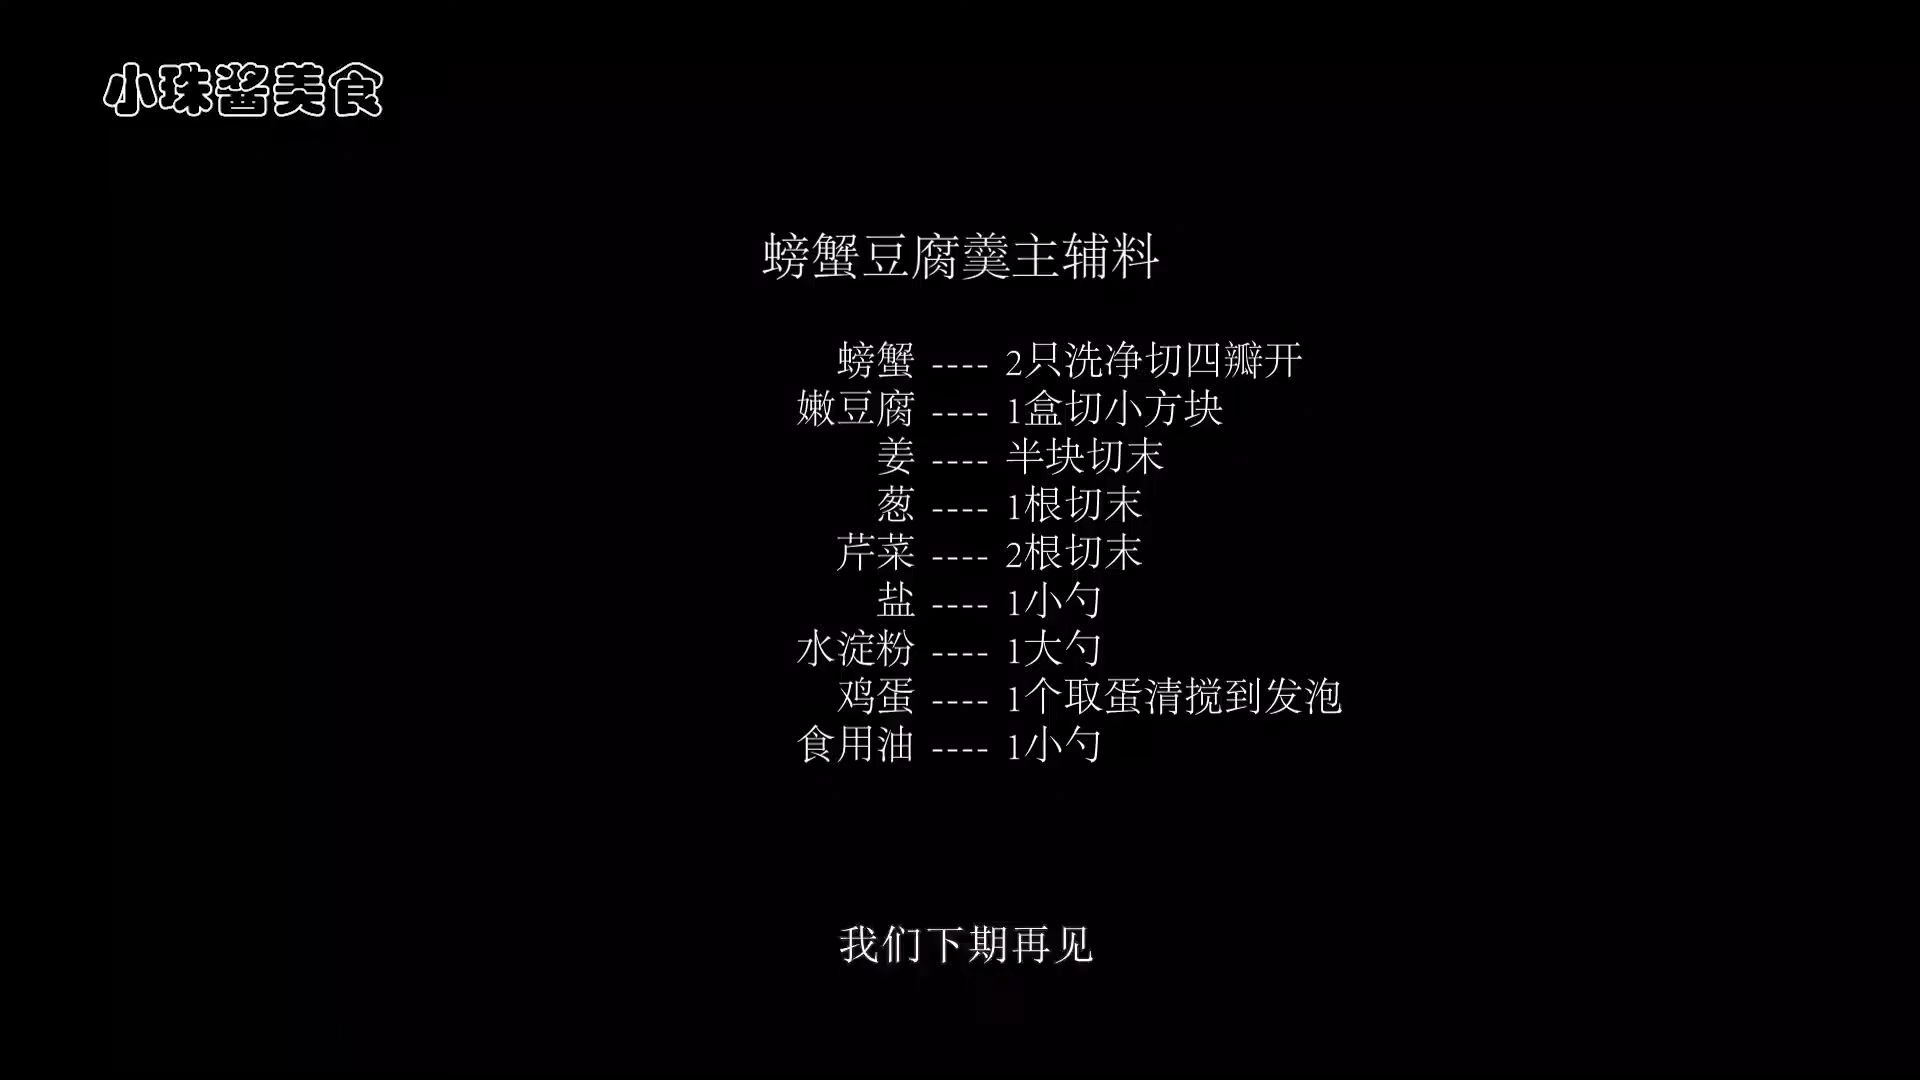 小珠酱美食
螃蟹豆腐羹主辅料
螃蟹 ---- 2只洗净切四瓣开
嫩豆腐 ---- 1盒切小方块
姜 ---- 半块切末
葱 ---- 1根切末
芹菜 ---- 2根切末
盐 ---- 1小勺
水淀粉 ---- 1大勺
鸡蛋 ---- 1个取蛋清搅到发泡
食用油 ---- 1小勺
我们下期再见